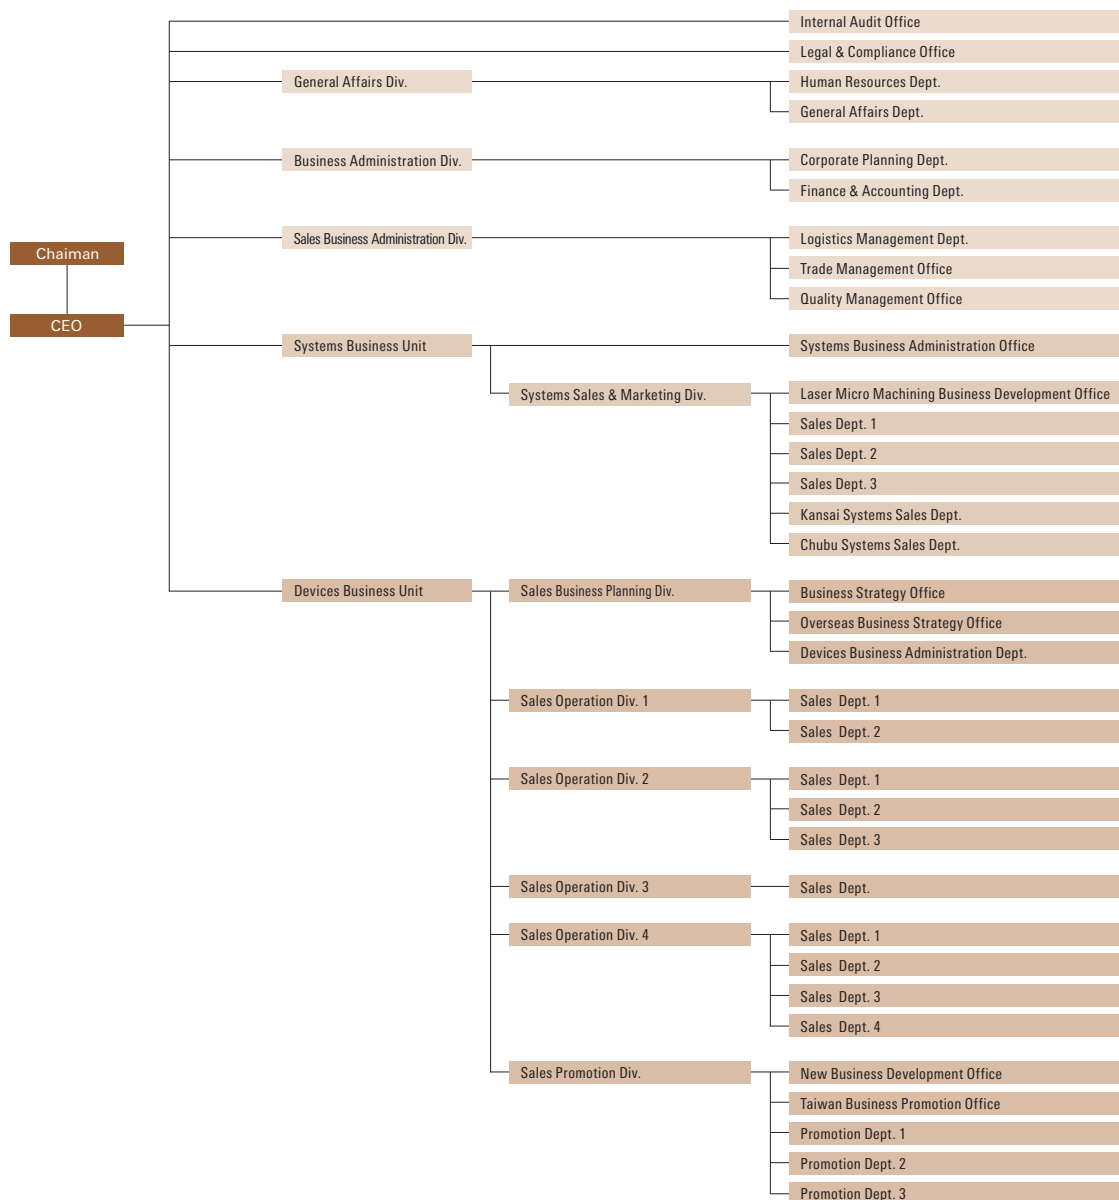 Chaiman
CEO
Internal Audit Office
Legal & Compliance Office
General Affairs Div.
Human Resources Dept.
General Affairs Dept.
Business Administration Div.
Corporate Planning Dept.
Finance & Accounting Dept.
Sales Business Administration Div.
Logistics Management Dept.
Trade Management Office
Quality Management Office
Systems Business Unit
Systems Business Administration Office
Systems Sales & Marketing Div.
Laser Micro Machining Business Development Office
Sales Dept. 1
Sales Dept. 2
Sales Dept. 3
Kansai Systems Sales Dept.
Chubu Systems Sales Dept.
Devices Business Unit
Sales Business Planning Div.
Business Strategy Office
Overseas Business Strategy Office
Devices Business Administration Dept.
Sales Operation Div. 1
Sales Dept. 1
Sales Dept. 2
Sales Operation Div. 2
Sales Dept. 1
Sales Dept. 2
Sales Dept. 3
Sales Operation Div. 3
Sales Dept.
Sales Operation Div. 4
Sales Dept. 1
Sales Dept. 2
Sales Dept. 3
Sales Dept. 4
Sales Promotion Div.
New Business Development Office
Taiwan Business Promotion Office
Promotion Dept. 1
Promotion Dept. 2
Promotion Dept. 3